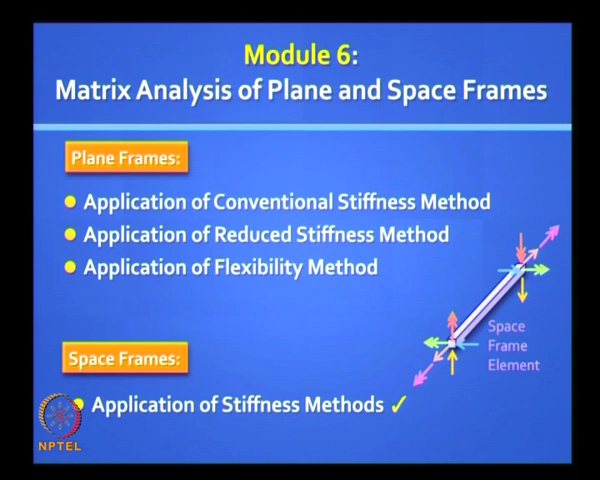 Module 6:
Matrix Analysis of Plane and Space Frames
Plane Frames:
Application of Conventional Stiffness Method
Application of Reduced Stiffness Method
Application of Flexibility Method
Space
Frame
Element
Space Frames:
Application of Stiffness Methods ✓
NPTEL